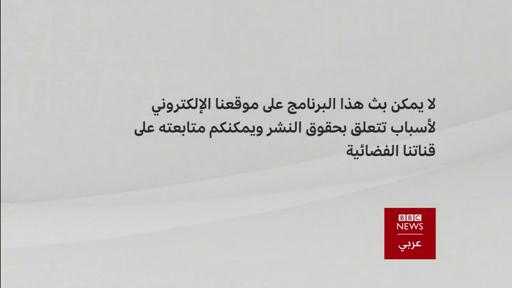 لا يمكن بث هذا البرنامج على موقعنا الإلكتروني
لأسباب تتعلق بحقوق النشر ويمكنكم متابعته على
قناتنا الفضائية
BBC
NEWS
عربي